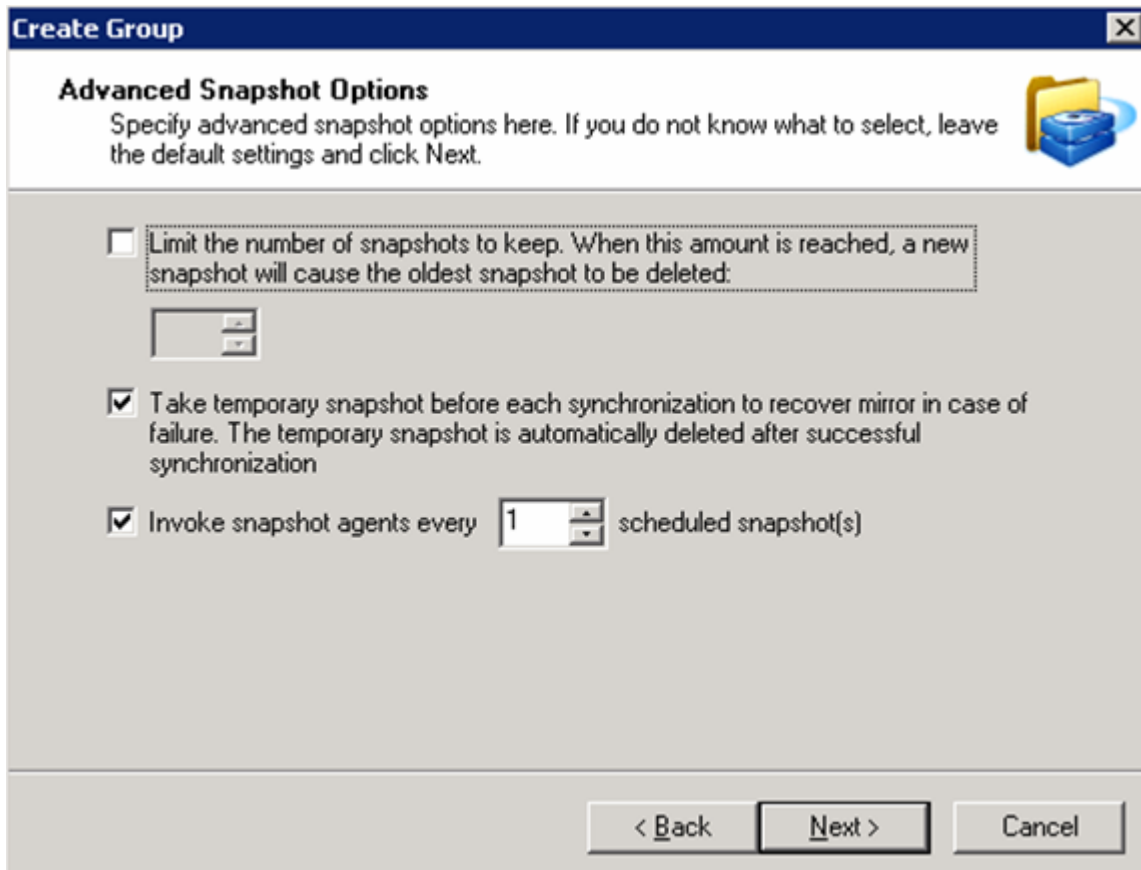 Create Group
Advanced Snapshot Options
Specify advanced snapshot options here. If you do not know what to select, leave
the default settings and click Next.
Limit the number of snapshots to keep. When this amount is reached, a new
snapshot will cause the oldest snapshot to be deleted:
Take temporary snapshot before each synchronization to recover mirror in case of
failure. The temporary snapshot is automatically deleted after successful
synchronization
Invoke snapshot agents every 1 scheduled snapshot(s)
< Back Next > Cancel